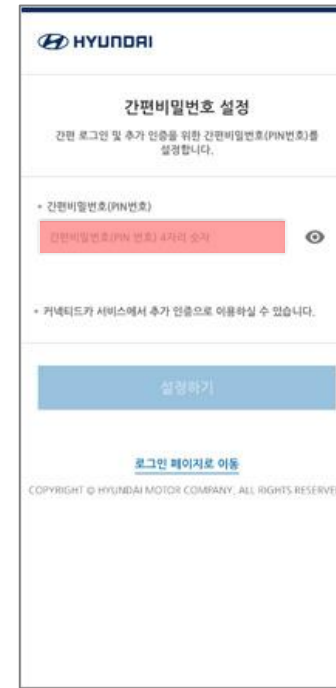 HYUNDAI
간편비밀번호 설정
간편 로그인 및 추가 인증을 위한 간편비밀번호(PIN번호)를
설정합니다.
• 간편비밀번호(PIN번호)
간편비밀번호(PIN 번호) 4자리 숫자
• 커넥티드카 서비스에서 추가 인증으로 이용하실 수 있습니다.
설정하기
로그인 페이지로 이동
COPYRIGHT © HYUNDAI MOTOR COMPANY. ALL RIGHTS RESERVE